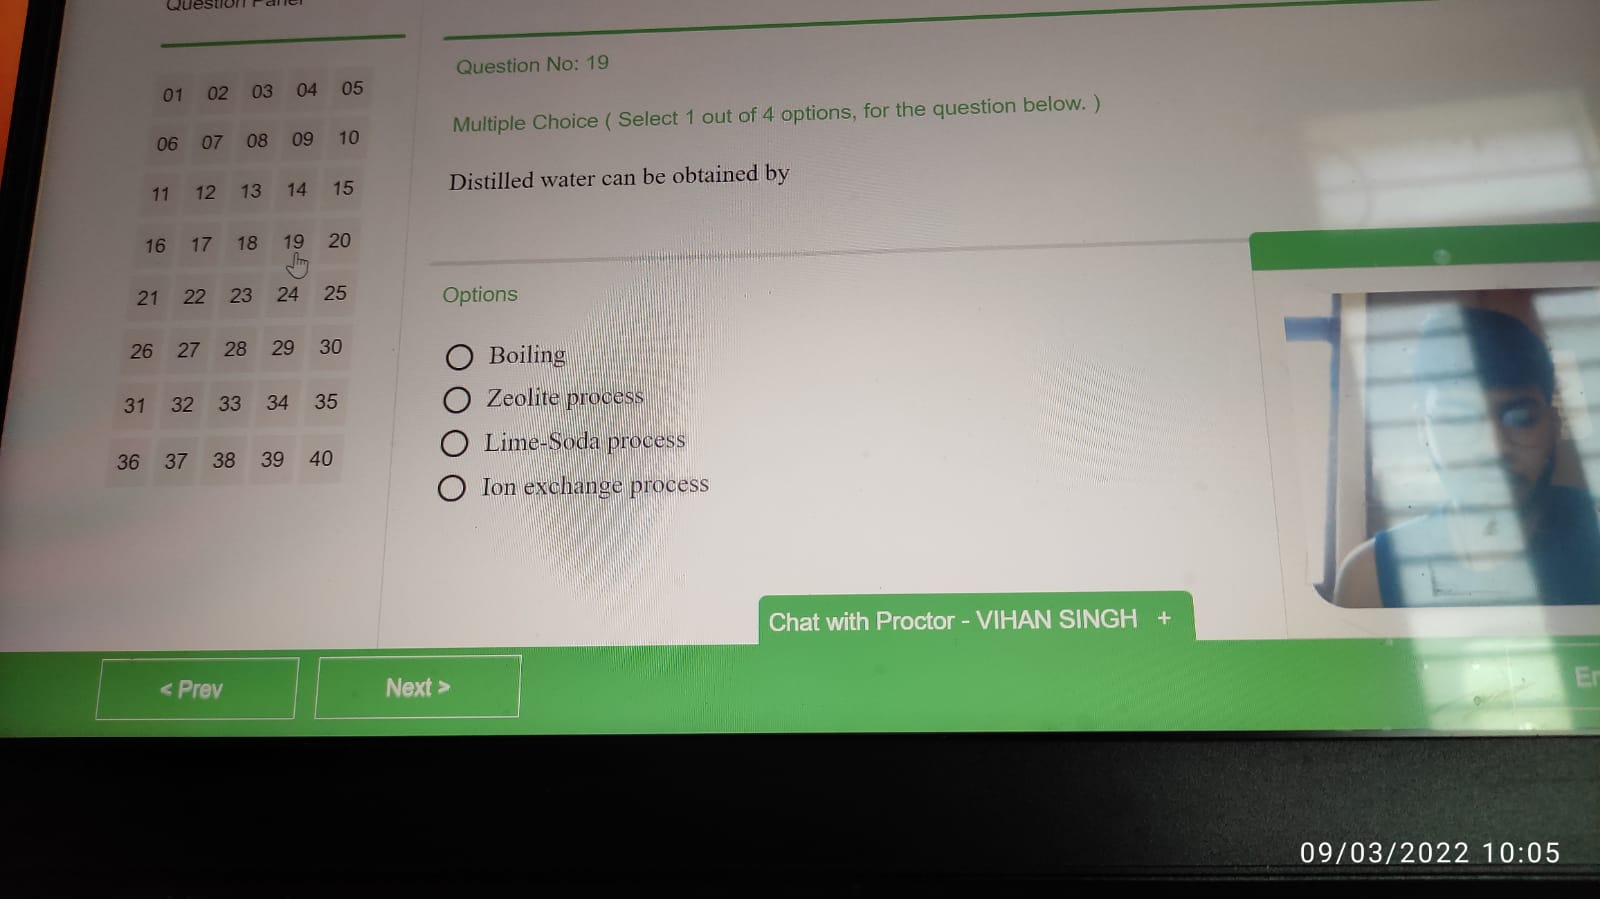 Question Panel
01 02 03 04 05
06 07 08 09 10
11 12 13 14 15
16 17 18 19 20
21 22 23 24 25
26 27 28 29 30
31 32 33 34 35
36 37 38 39 40
Question No: 19
Multiple Choice ( Select 1 out of 4 options, for the question below. )
Distilled water can be obtained by
Options
Boiling
Zeolite process
Lime-Soda process
Ion exchange process
Chat with Proctor - VIHAN SINGH +
< Prev
Next >
09/03/2022 10:05